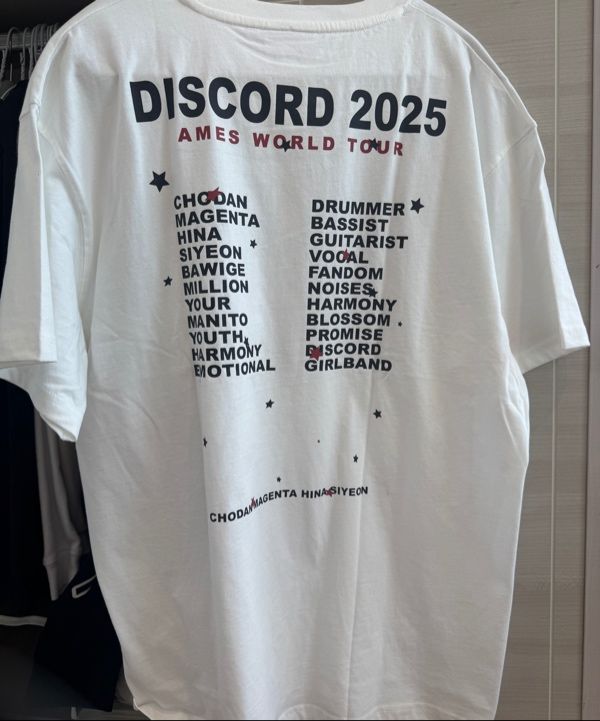 DISCORD 2025
AMES WORLD TOUR
CHODAN DRUMMER
MAGENTA BASSIST
HINA GUITARIST
SIYEON VOCAL
BAWIGE FANDOM
MILLION NOISES
YOUR HARMONY
MANITO BLOSSOM
YOUTH PROMISE
HARMONY DISCORD
EMOTIONAL GIRLBAND
CHODAN MAGENTA HINA SIYEON